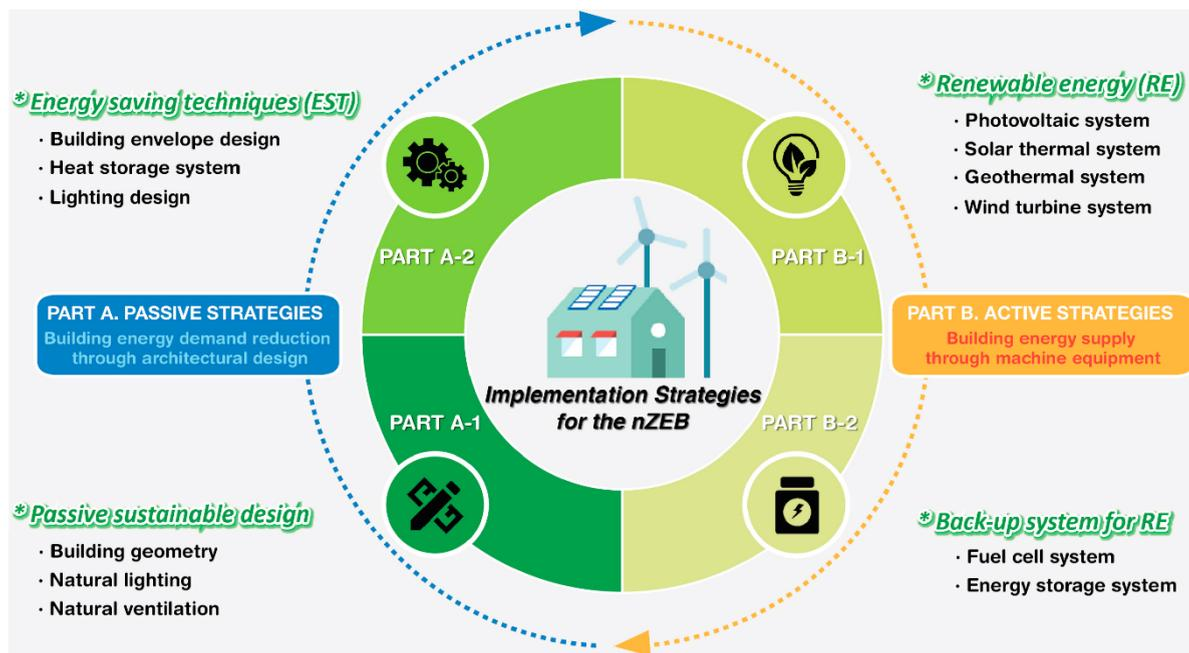 * Energy saving techniques (EST)
· Building envelope design
· Heat storage system
· Lighting design
* Renewable energy (RE)
· Photovoltaic system
· Solar thermal system
· Geothermal system
· Wind turbine system
PART A-2
PART B-1
PART A. PASSIVE STRATEGIES
Building energy demand reduction
through architectural design
PART B. ACTIVE STRATEGIES
Building energy supply
through machine equipment
Implementation Strategies
for the nZEB
PART A-1
PART B-2
* Passive sustainable design
· Building geometry
· Natural lighting
· Natural ventilation
* Back-up system for RE
· Fuel cell system
· Energy storage system